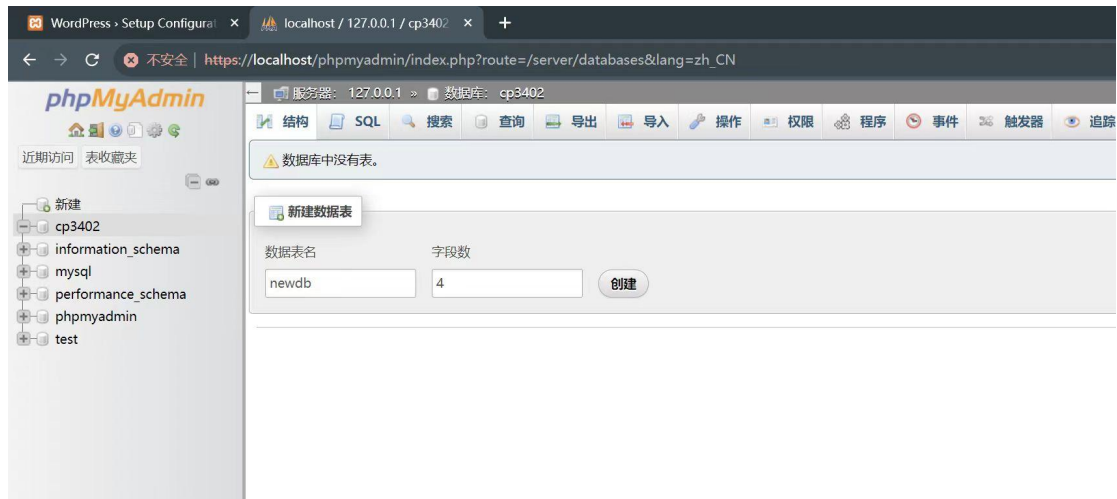 WordPress › Setup Configurat
localhost / 127.0.0.1 / cp3402
不安全 | https://localhost/phpmyadmin/index.php?route=/server/databases&lang=zh_CN
phpMyAdmin
近期访问 表收藏夹
新建
cp3402
information_schema
mysql
performance_schema
phpmyadmin
test
服务器: 127.0.0.1 » 数据库: cp3402
结构 SQL 搜索 查询 导出 导入 操作 权限 程序 事件 触发器 追踪
数据库中没有表。
新建数据表
数据表名 字段数
newdb 4 创建